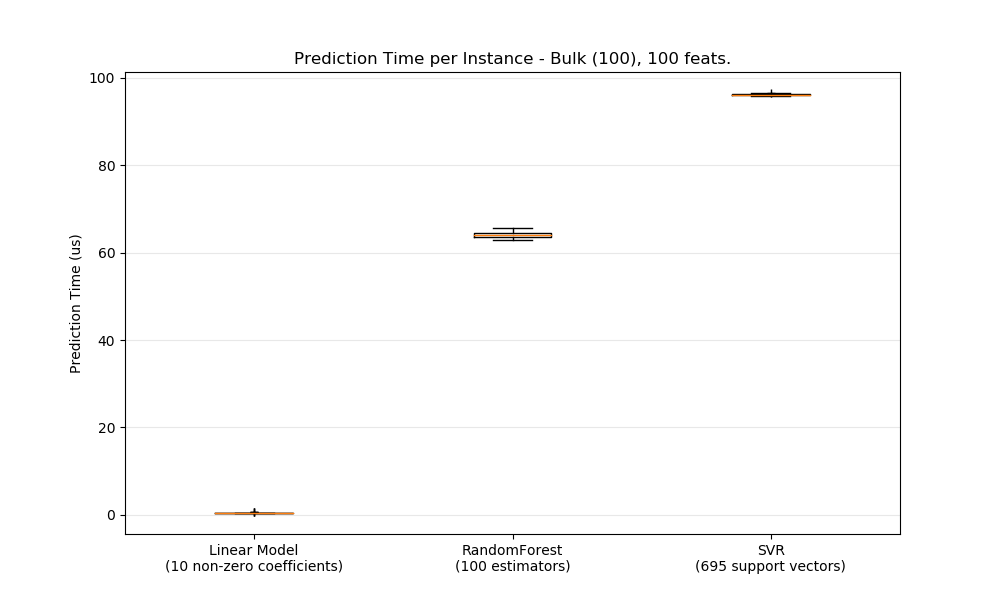 Prediction Time per Instance - Bulk (100), 100 feats.
100
80
60
40
20
0
Prediction Time (us)
Linear Model
(10 non-zero coefficients)
RandomForest
(100 estimators)
SVR
(695 support vectors)